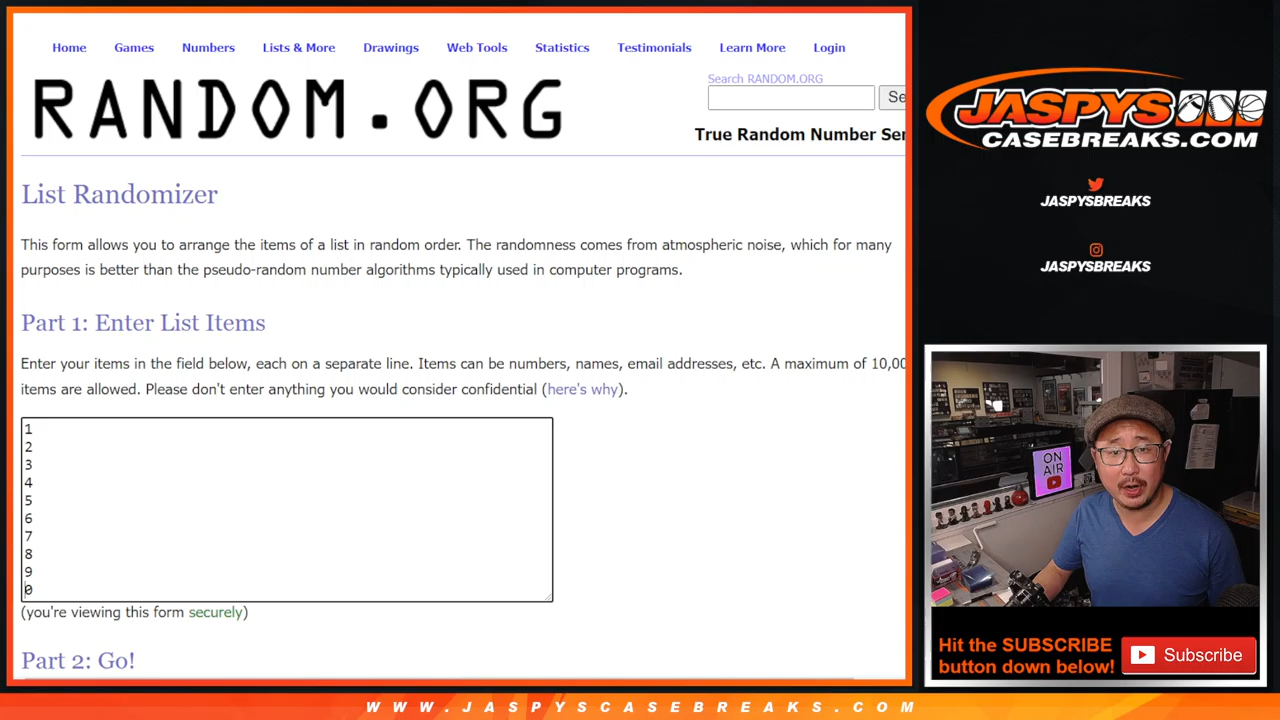 Home Games Numbers Lists & More Drawings Web Tools Statistics Testimonials Learn More Login
RANDOM.ORG
Search RANDOM.ORG
Se
True Random Number Ser
List Randomizer
This form allows you to arrange the items of a list in random order. The randomness comes from atmospheric noise, which for many
purposes is better than the pseudo-random number algorithms typically used in computer programs.
Part 1: Enter List Items
Enter your items in the field below, each on a separate line. Items can be numbers, names, email addresses, etc. A maximum of 10,00
items are allowed. Please don't enter anything you would consider confidential (here's why).
1
2
3
4
5
6
7
8
9
0
(you're viewing this form securely)
Part 2: Go!
JASPYS
CASEBREAKS.COM
JASPYSBREAKS
JASPYSBREAKS
ON
AIR
Hit the SUBSCRIBE
button down below!
Subscribe
WWW.JASPYSCASEBREAKS.COM